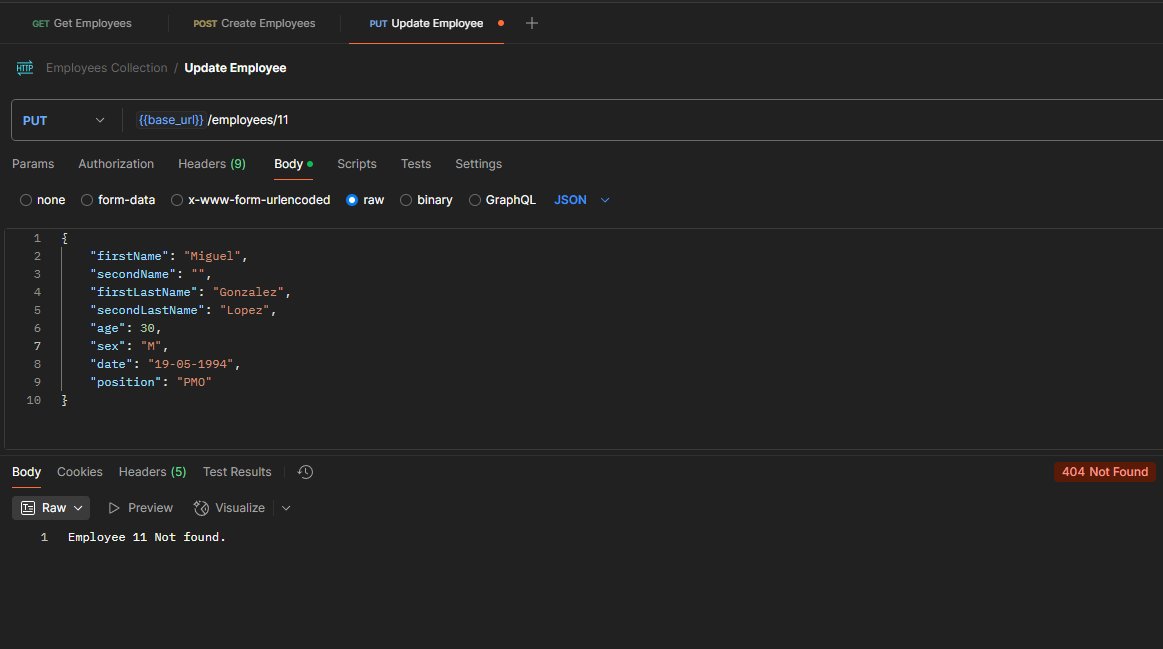 GET Get Employees POST Create Employees PUT Update Employee
HTTP Employees Collection / Update Employee
PUT {{base_url}} /employees/11
Params Authorization Headers (9) Body Scripts Tests Settings
none form-data x-www-form-urlencoded raw binary GraphQL JSON
1 {
2 "firstName": "Miguel",
3 "secondName": "",
4 "firstLastName": "Gonzalez",
5 "secondLastName": "Lopez",
6 "age": 30,
7 "sex": "M",
8 "date": "19-05-1994",
9 "position": "PMO"
10 }
Body Cookies Headers (5) Test Results 404 Not Found
Raw Preview Visualize
1 Employee 11 Not found.